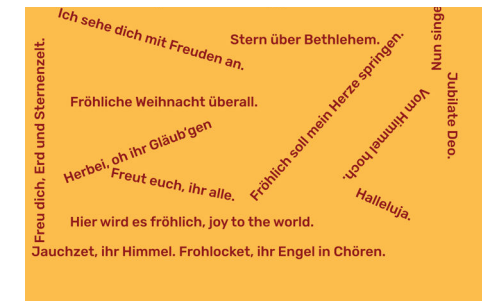 Ich sehe dich mit Freuden an.
Stern über Bethlehem.
Nun singe
Freu dich, Erd und Sternenzelt.
Fröhliche Weihnacht überall.
Fröhlich soll mein Herze springen.
Vom Himmel hoch.
Jubilate Deo.
Herbei, oh ihr Gläub'gen
Freut euch, ihr alle.
Halleluja.
Hier wird es fröhlich, joy to the world.
Jauchzet, ihr Himmel. Frohlocket, ihr Engel in Chören.